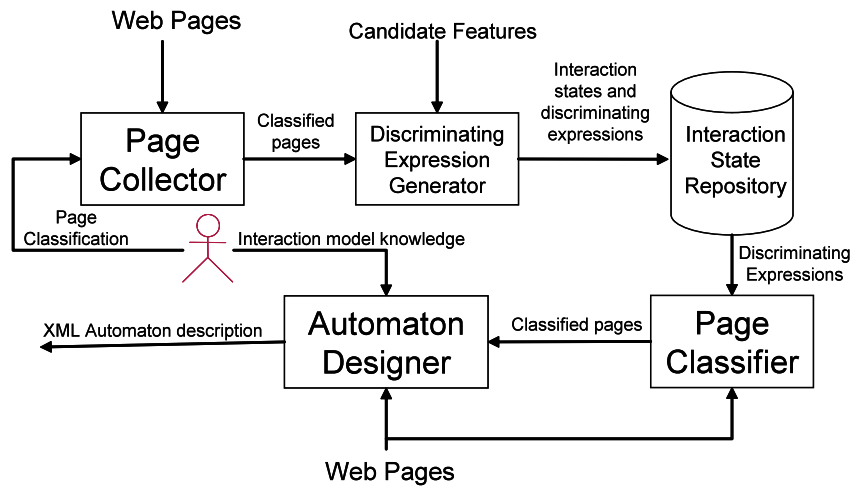 Web Pages
Candidate Features
Interaction
states and
discriminating
expressions
Classified
pages
Page
Collector
Discriminating
Expression
Generator
Interaction
State
Repository
Page
Classification
Interaction model knowledge
Discriminating
Expressions
XML Automaton description
Automaton
Designer
Classified pages
Page
Classifier
Web Pages